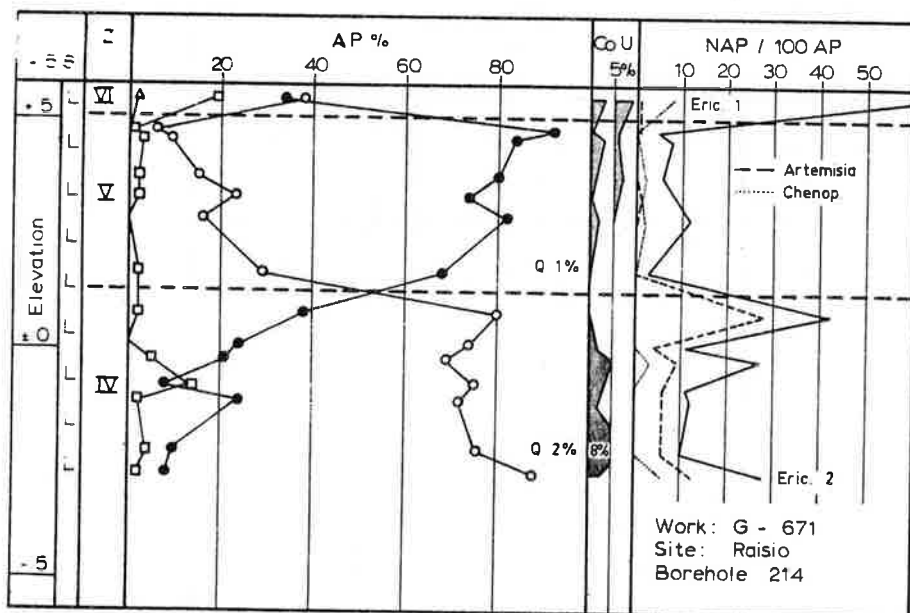 Z AP % Co U NAP / 100 AP
20 40 60 80 5% 10 20 30 40 50
+5 VI Eric. 1
Artemisia
Chenop.
V
Elevation
Q 1%
±0
IV
Q 2% 8%
Eric. 2
-5
Work: G - 671
Site: Raisio
Borehole 214